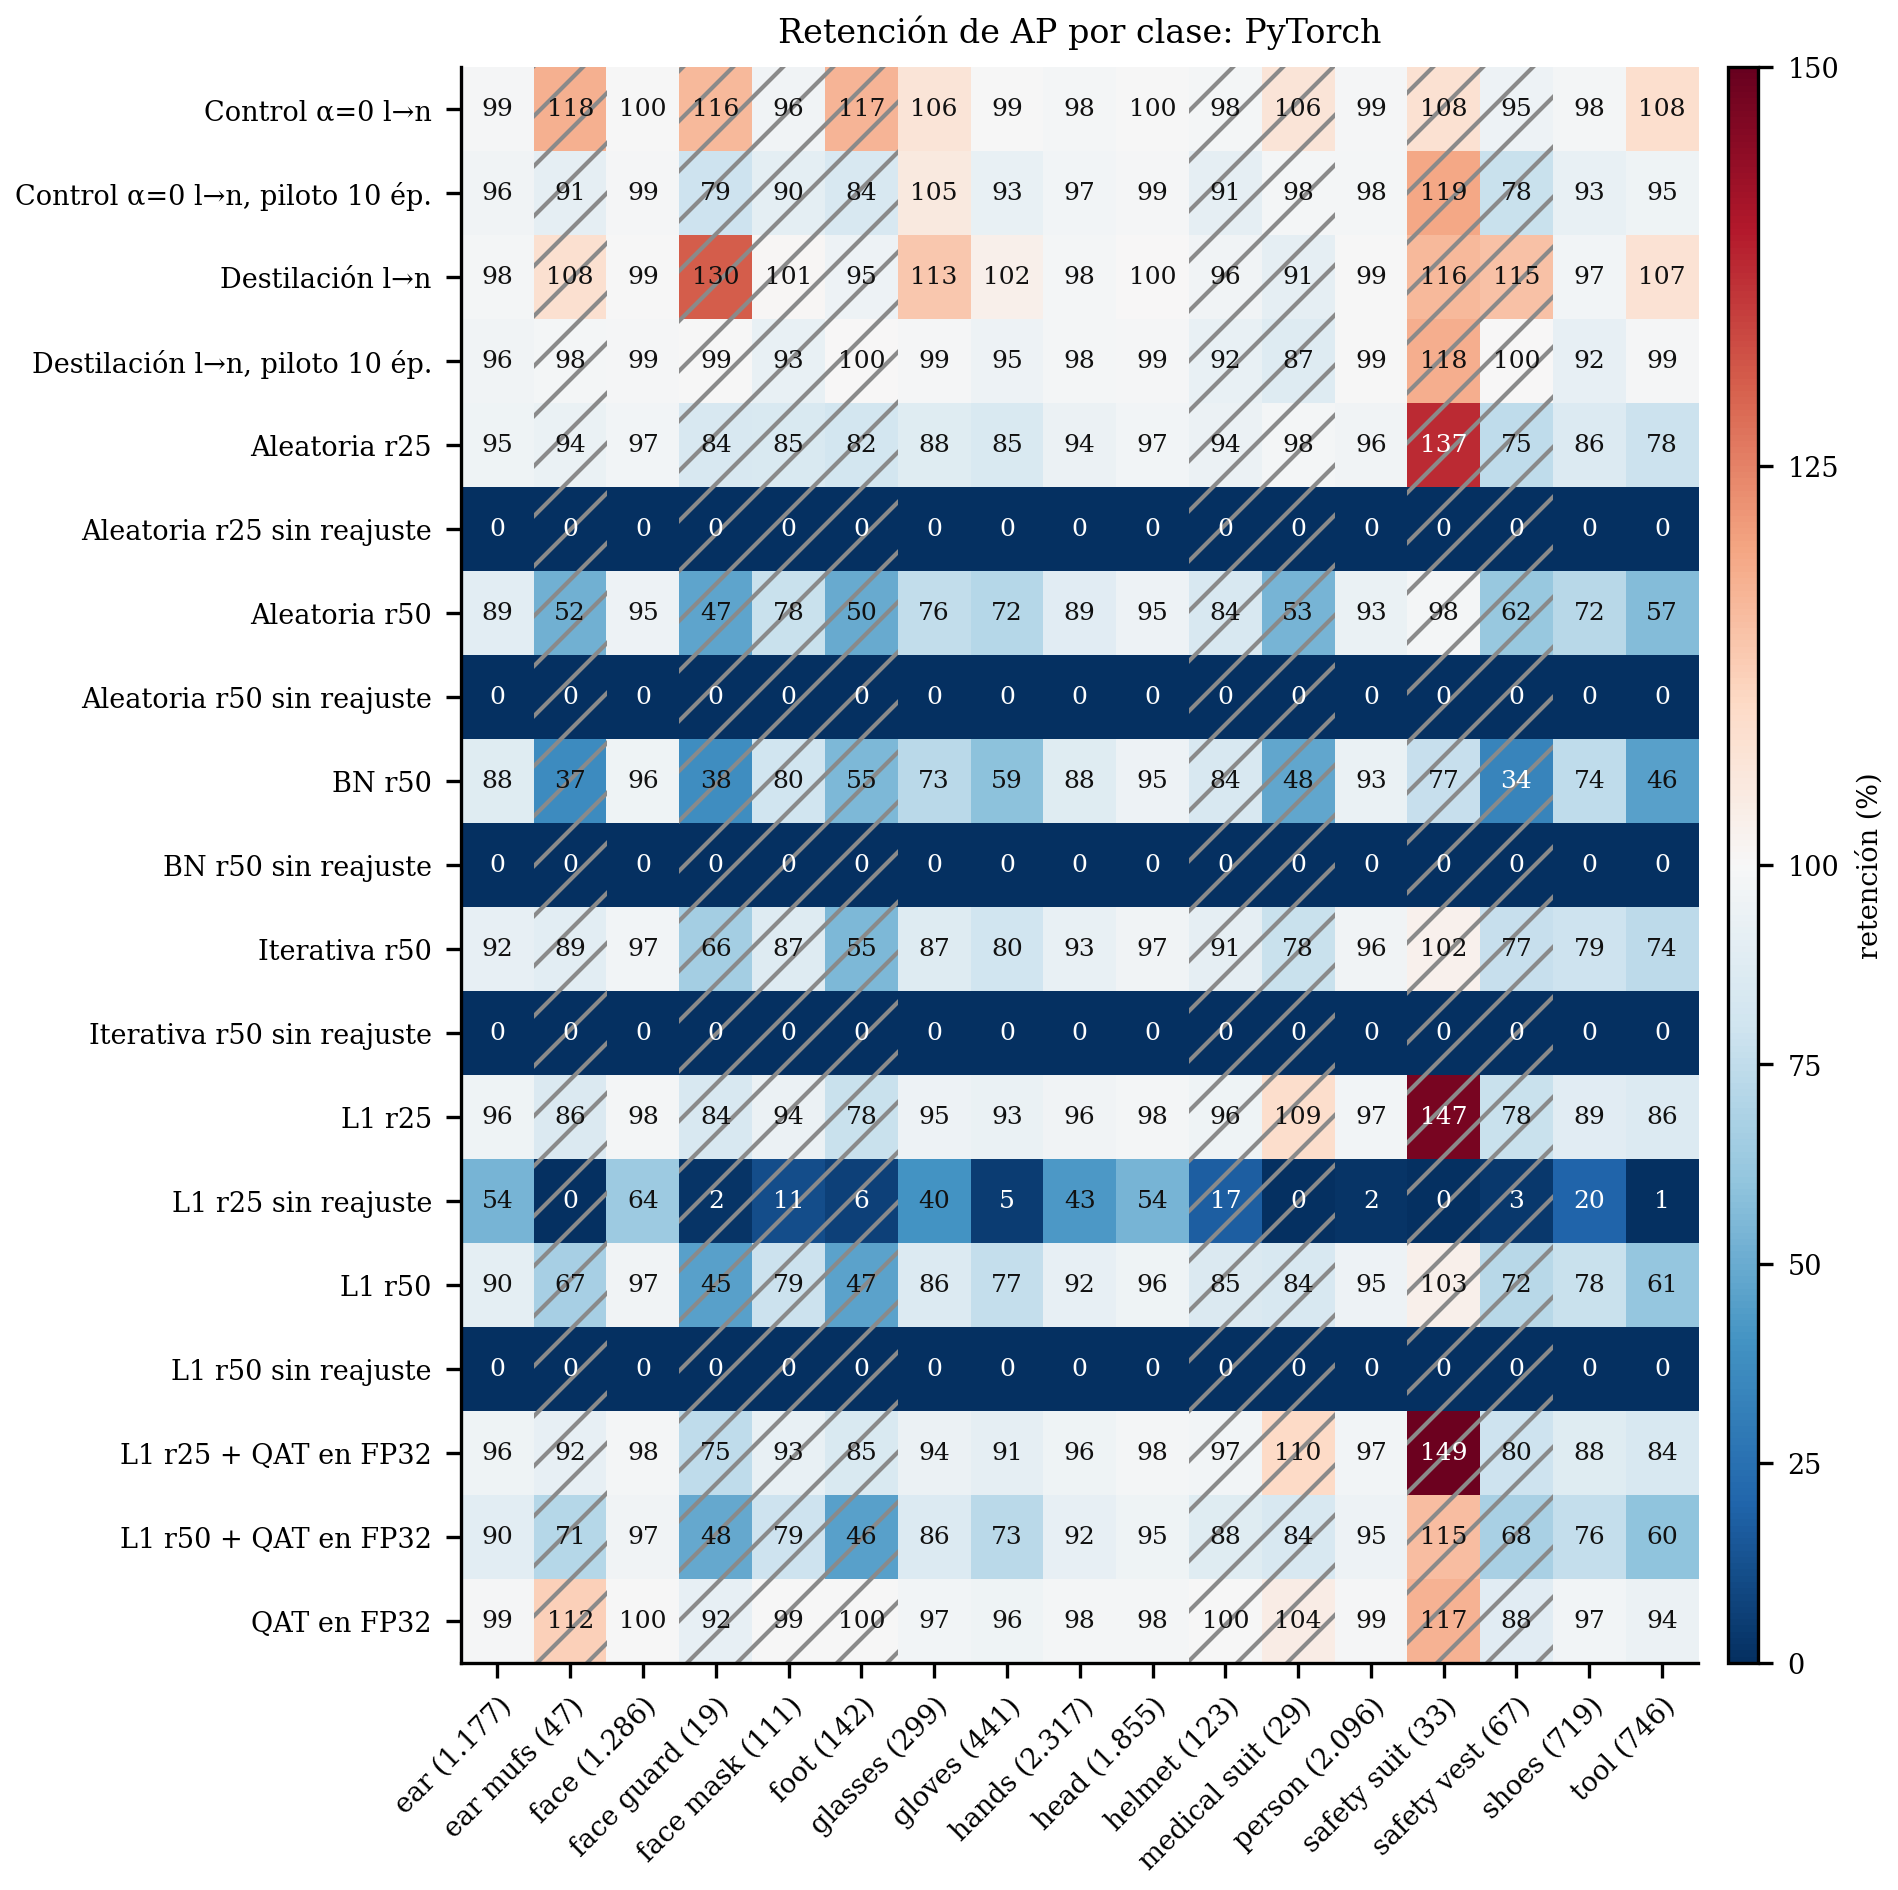 Retención de AP por clase: PyTorch
Control α=0 l→n 99 118 100 116 96 117 106 99 98 100 98 106 99 108 95 98 108
Control α=0 l→n, piloto 10 ép. 96 91 99 79 90 84 105 93 97 99 91 98 98 119 78 93 95
Destilación l→n 98 108 99 130 101 95 113 102 98 100 96 91 99 116 115 97 107
Destilación l→n, piloto 10 ép. 96 98 99 99 93 100 99 95 98 99 92 87 99 118 100 92 99
Aleatoria r25 95 94 97 84 85 82 88 85 94 97 94 98 96 137 75 86 78
Aleatoria r25 sin reajuste 0 0 0 0 0 0 0 0 0 0 0 0 0 0 0 0 0
Aleatoria r50 89 52 95 47 78 50 76 72 89 95 84 53 93 98 62 72 57
Aleatoria r50 sin reajuste 0 0 0 0 0 0 0 0 0 0 0 0 0 0 0 0 0
BN r50 88 37 96 38 80 55 73 59 88 95 84 48 93 77 34 74 46
BN r50 sin reajuste 0 0 0 0 0 0 0 0 0 0 0 0 0 0 0 0 0
Iterativa r50 92 89 97 66 87 55 87 80 93 97 91 78 96 102 77 79 74
Iterativa r50 sin reajuste 0 0 0 0 0 0 0 0 0 0 0 0 0 0 0 0 0
L1 r25 96 86 98 84 94 78 95 93 96 98 96 109 97 147 78 89 86
L1 r25 sin reajuste 54 0 64 2 11 6 40 5 43 54 17 0 2 0 3 20 1
L1 r50 90 67 97 45 79 47 86 77 92 96 85 84 95 103 72 78 61
L1 r50 sin reajuste 0 0 0 0 0 0 0 0 0 0 0 0 0 0 0 0 0
L1 r25 + QAT en FP32 96 92 98 75 93 85 94 91 96 98 97 110 97 149 80 88 84
L1 r50 + QAT en FP32 90 71 97 48 79 46 86 73 92 95 88 84 95 115 68 76 60
QAT en FP32 99 112 100 92 99 100 97 96 98 98 100 104 99 117 88 97 94
ear (1.177)
ear mufs (47)
face (1.286)
face guard (19)
face mask (111)
foot (142)
glasses (299)
gloves (441)
hands (2.317)
head (1.855)
helmet (123)
medical suit (29)
person (2.096)
safety suit (33)
safety vest (67)
shoes (719)
tool (746)
150
125
100
75
50
25
0
retención (%)